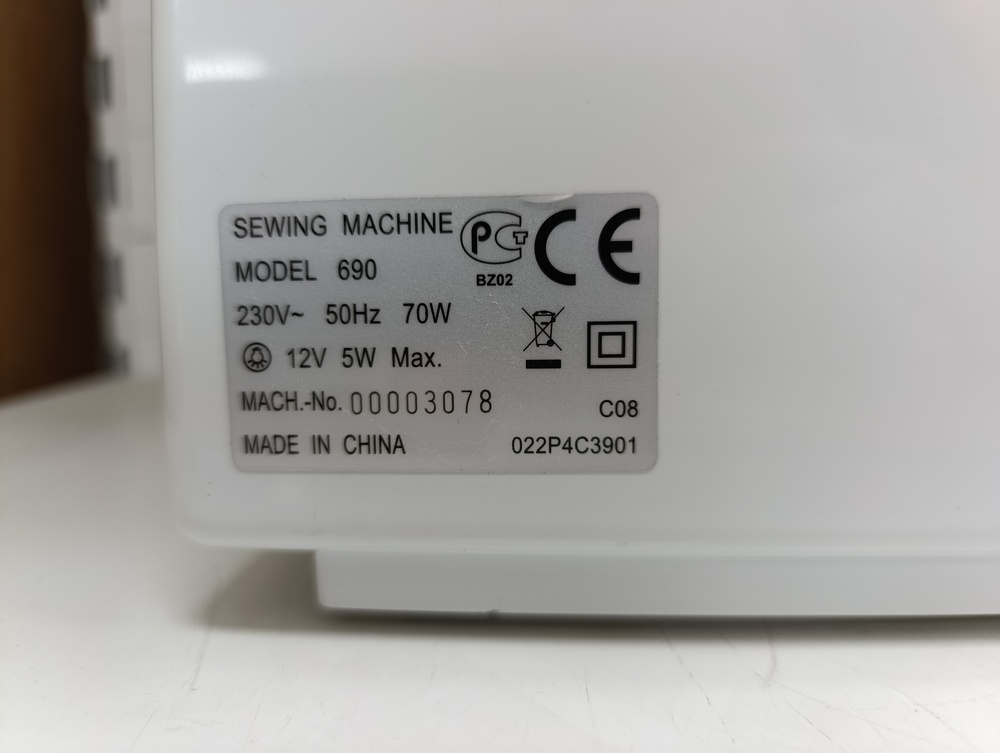 SEWING MACHINE
PCT
BZ02
CE
MODEL 690
230V~ 50Hz 70W
12V 5W Max.
MACH.-No. 00003078
C08
MADE IN CHINA
022P4C3901